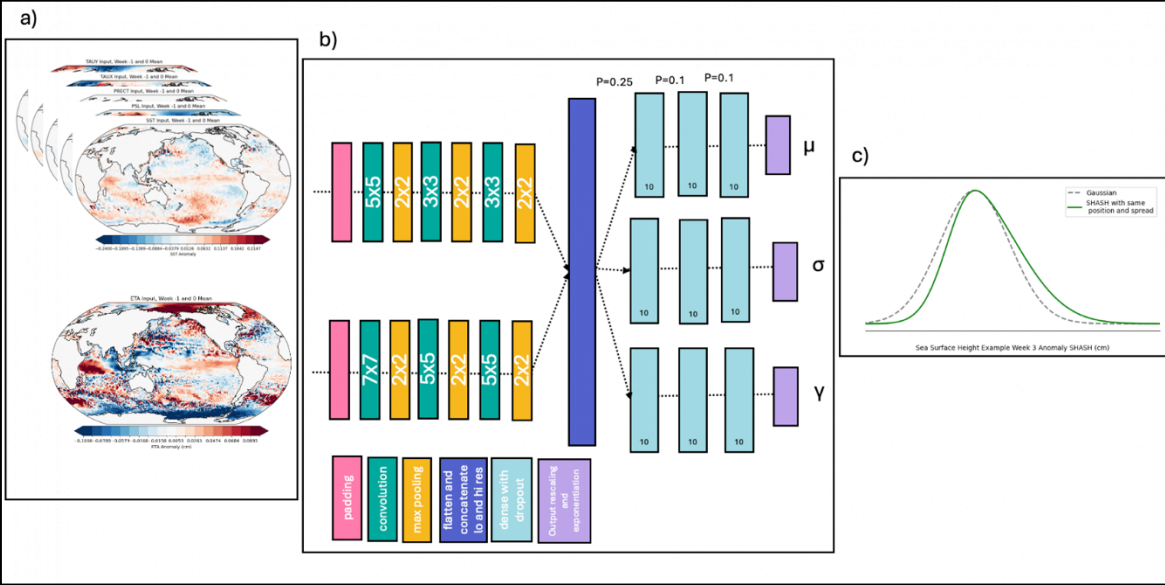 a)
TAUY Input, Week -1 and 0 Mean
TAUX Input, Week -1 and 0 Mean
PRECT Input, Week -1 and 0 Mean
PSL Input, Week -1 and 0 Mean
SST Input, Week -1 and 0 Mean
SST Anomaly
ETA Input, Week -1 and 0 Mean
ETA Anomaly (cm)
b)
5x5
2x2
3x3
2x2
3x3
2x2
7x7
2x2
5x5
2x2
5x5
2x2
P=0.25 P=0.1 P=0.1
10 10 10
μ
10 10 10
σ
10 10 10
γ
padding
convolution
max pooling
flatten and
concatenate
lo and hi res
dense with
dropout
Output rescaling
and
exponentiation
c)
Gaussian
SHASH with same
position and spread
Sea Surface Height Example Week 3 Anomaly SHASH (cm)